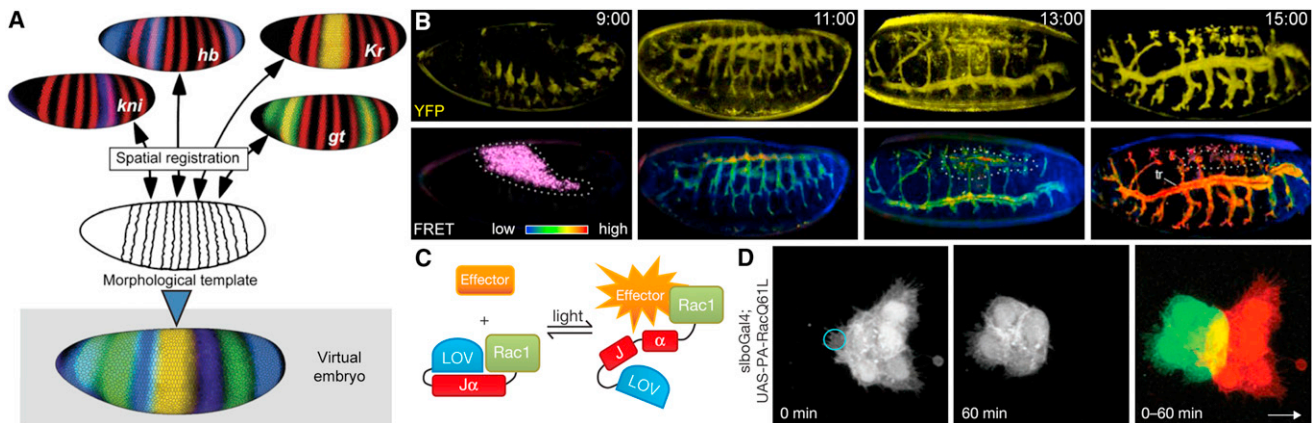 A
hb
Kr
kni
gt
Spatial registration
Morphological template
Virtual
embryo
B
9:00
11:00
13:00
15:00
YFP
FRET
low
high
tr
C
Effector
+
LOV
Rac1
Jα
light
Effector
Rac1
J
α
LOV
D
slboGal4;
UAS-PA-RacQ61L
0 min
60 min
0–60 min